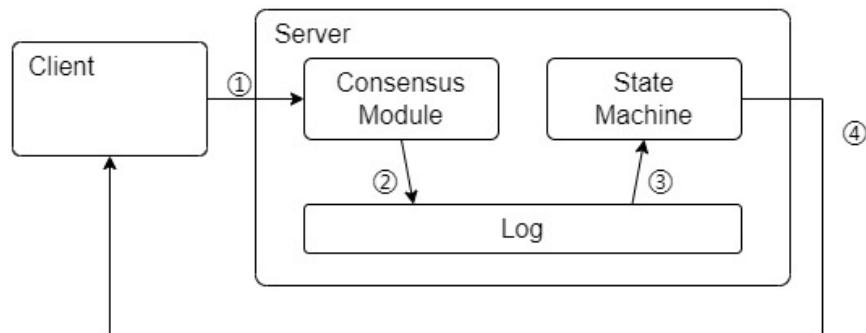 Server
Client
①
Consensus
Module
State
Machine
④
②
③
Log